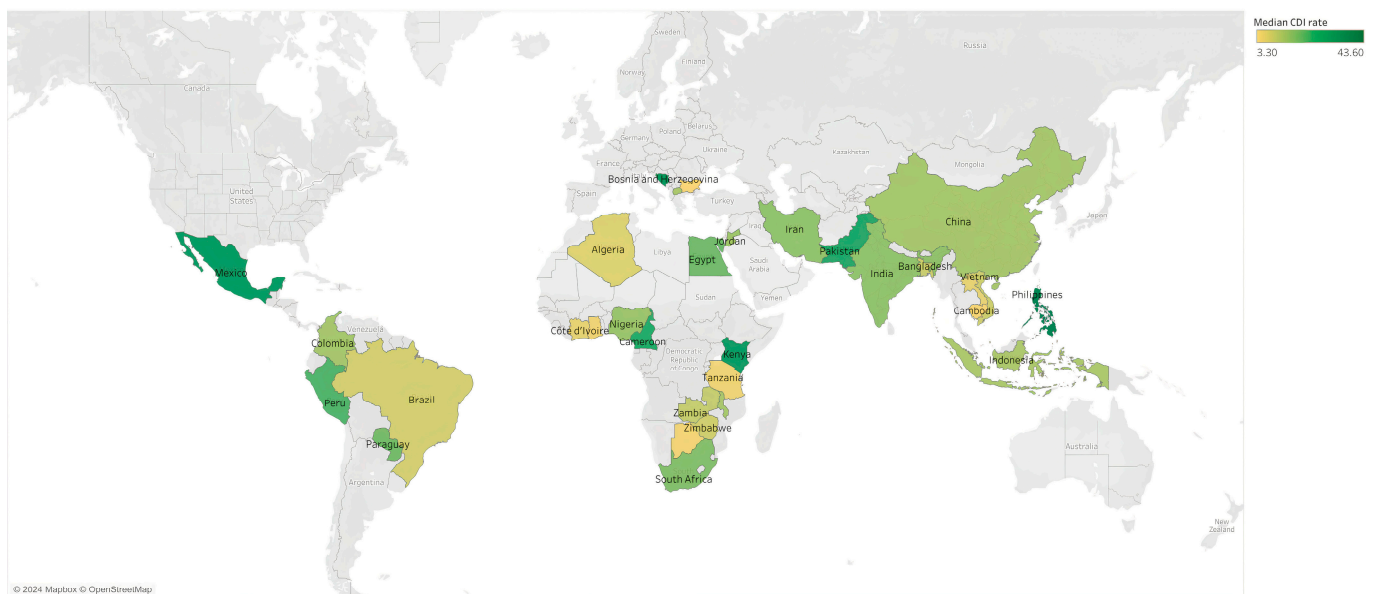 Median CDI rate
3.30 43.60
Sweden
Russia
Finland
Norway
Canada
Belarus
Germany
Poland
Ukraine
France
Kazakhstan
Mongolia
Bosnia and Herzegovina
United
States
Spain
Turkey
Japan
China
Iran
Iraq
Jordan
Algeria
Libya
Egypt
Pakistan
Saudi
Arabia
India
Bangladesh
Mexico
Vietnam
Sudan
Yemen
Philippines
Cambodia
Nigeria
Côte d'Ivoire
Venezuela
Colombia
Cameroon
Democratic
Republic
of Congo
Kenya
Indonesia
Tanzania
Peru
Brazil
Zambia
Zimbabwe
Paraguay
Australia
South Africa
Argentina
New
Zealand
© 2024 Mapbox © OpenStreetMap